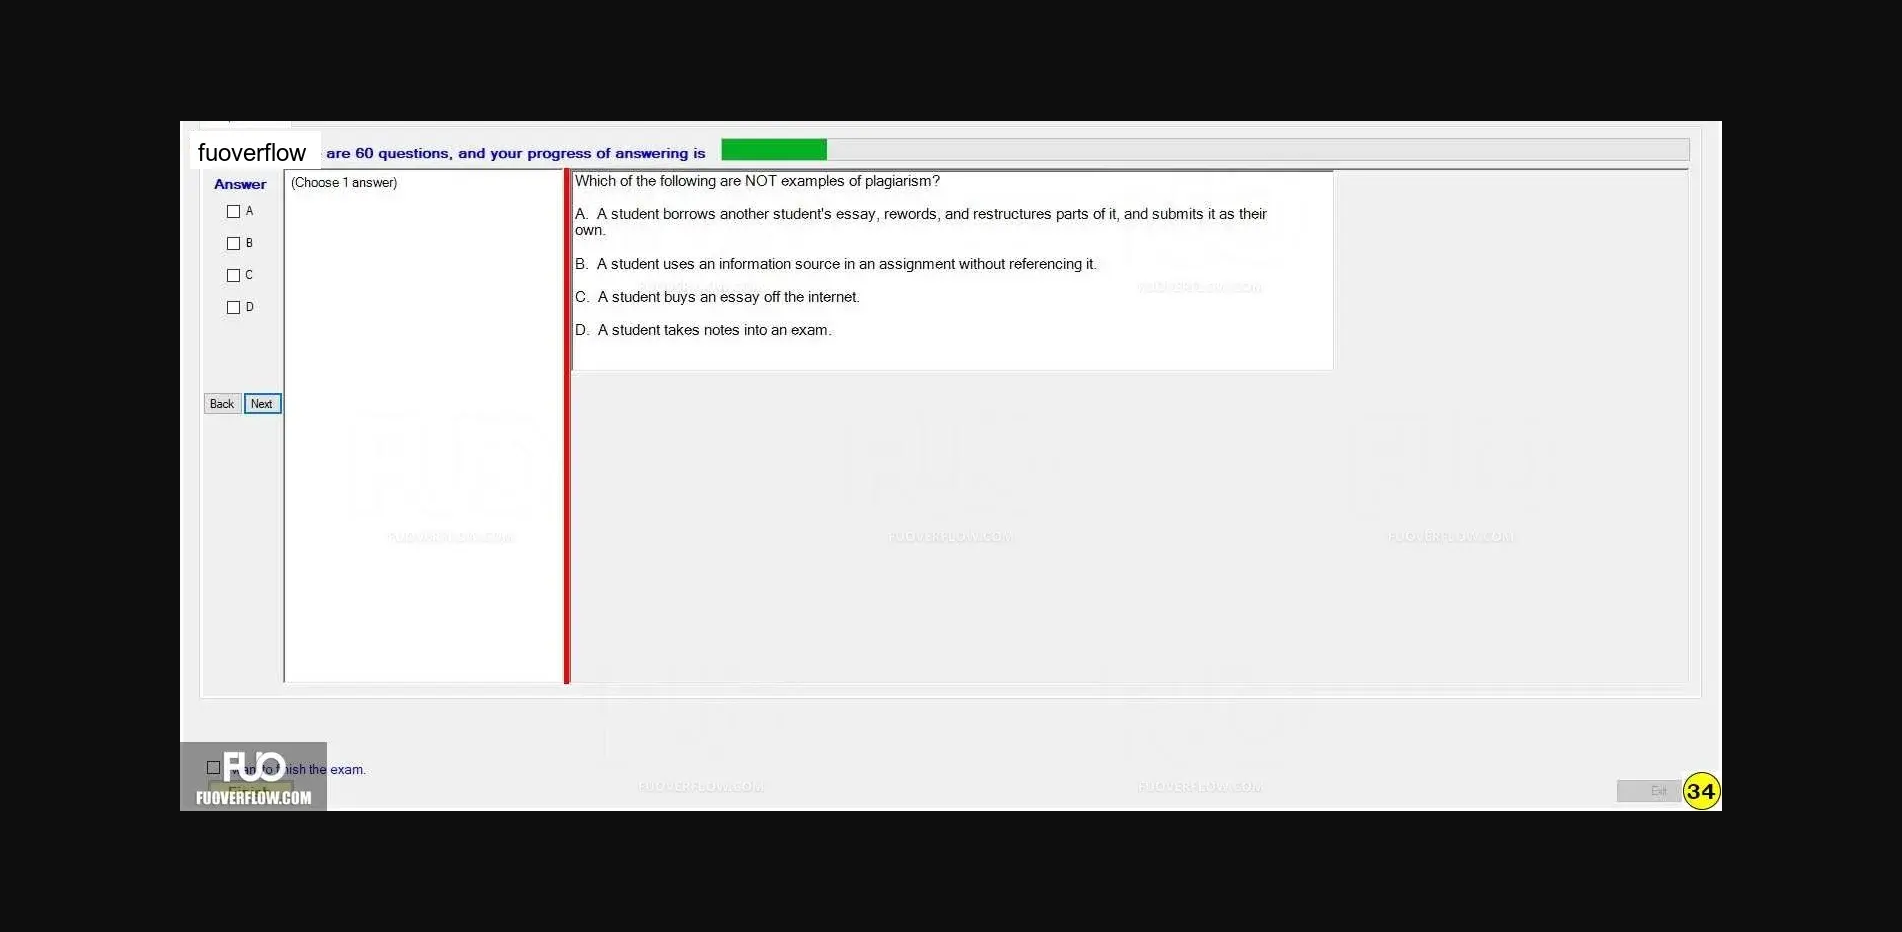 fuoverflow are 60 questions, and your progress of answering is
Answer
(Choose 1 answer)
A
B
C
D
Back Next
Which of the following are NOT examples of plagiarism?
A. A student borrows another student's essay, rewords, and restructures parts of it, and submits it as their
own.
B. A student uses an information source in an assignment without referencing it.
C. A student buys an essay off the internet.
D. A student takes notes into an exam.
FUOVERFLOW.COM FUOVERFLOW.COM
FUOVERFLOW.COM FUOVERFLOW.COM FUOVERFLOW.COM
FUO
the exam.
FUOVERFLOW.COM
FUOVERFLOW.COM FUOVERFLOW.COM
Exit
34